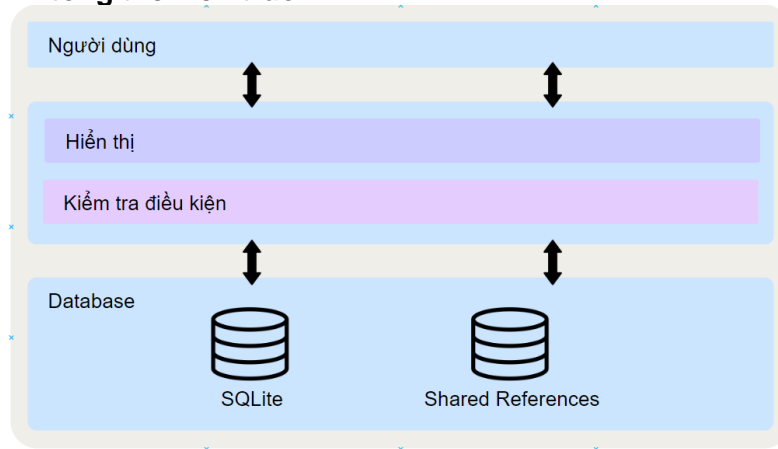 Người dùng
Hiển thị
Kiểm tra điều kiện
Database
SQLite
Shared References